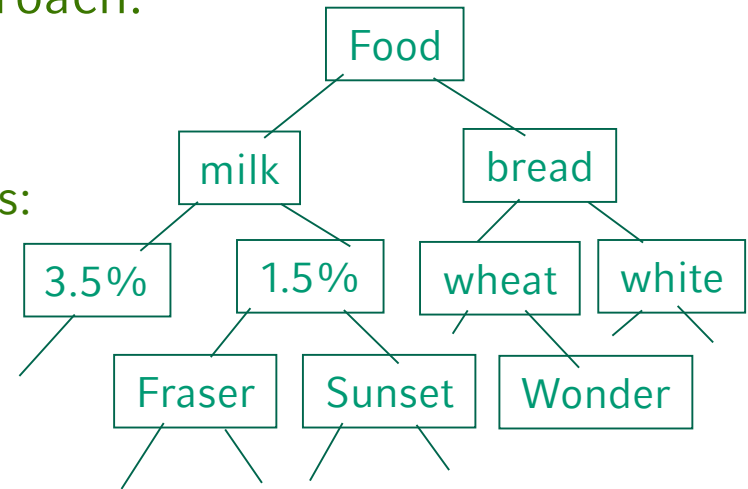 roach:
Food
milk bread
s:
3.5% 1.5% wheat white
Fraser Sunset Wonder